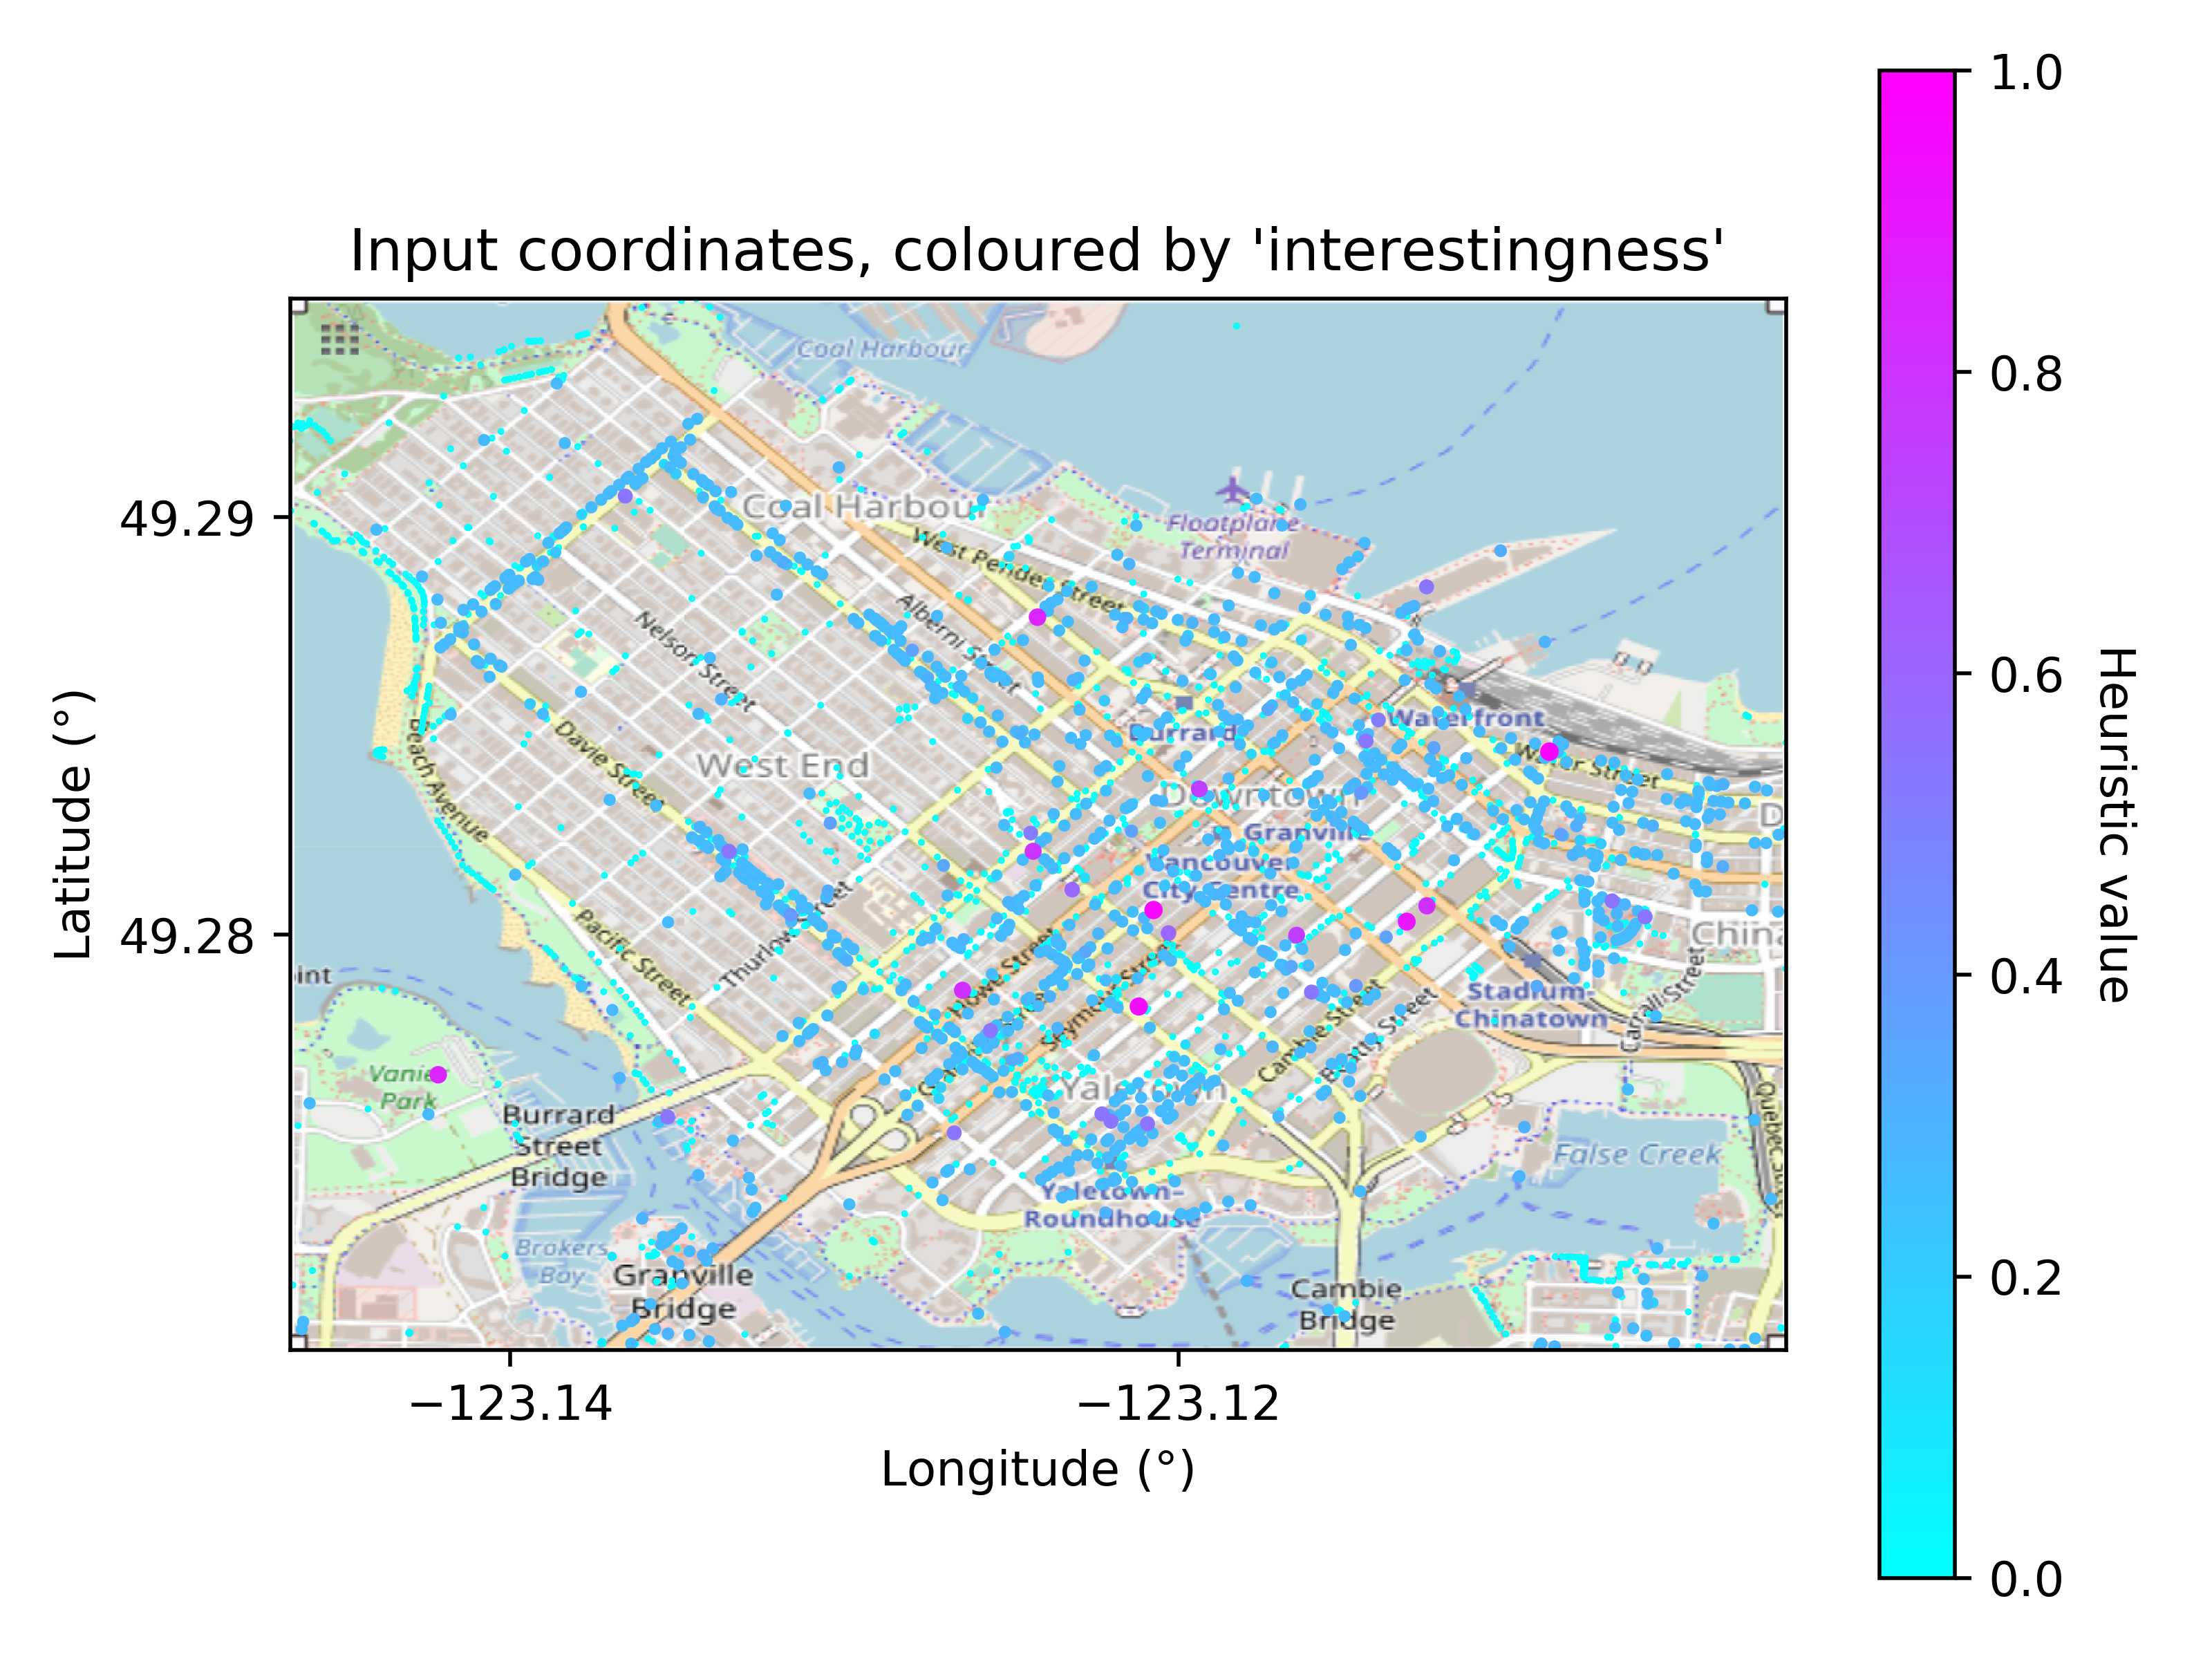 Input coordinates, coloured by 'interestingness'
1.0
0.8
0.6
0.4
0.2
0.0
Heuristic value
49.29
49.28
Latitude (°)
−123.14
−123.12
Longitude (°)
Coal Harbour
Coal Harbour
Floatplane
Terminal
West Pender Street
Alberni Street
Nelson Street
Burrard
Waterfront
Water Street
West End
Davie Street
Beach Avenue
Downtown
Granville
Vancouver
City Centre
Pacific Street
Thurlow Street
Howe Street
Seymour Street
Stadium-
Chinatown
Carrall Street
Cambie Street
Beatty Street
Yaletown
Vanier
Park
Burrard
Street
Bridge
False Creek
Yaletown–
Roundhouse
Brokers
Bay
Granville
Bridge
Cambie
Bridge